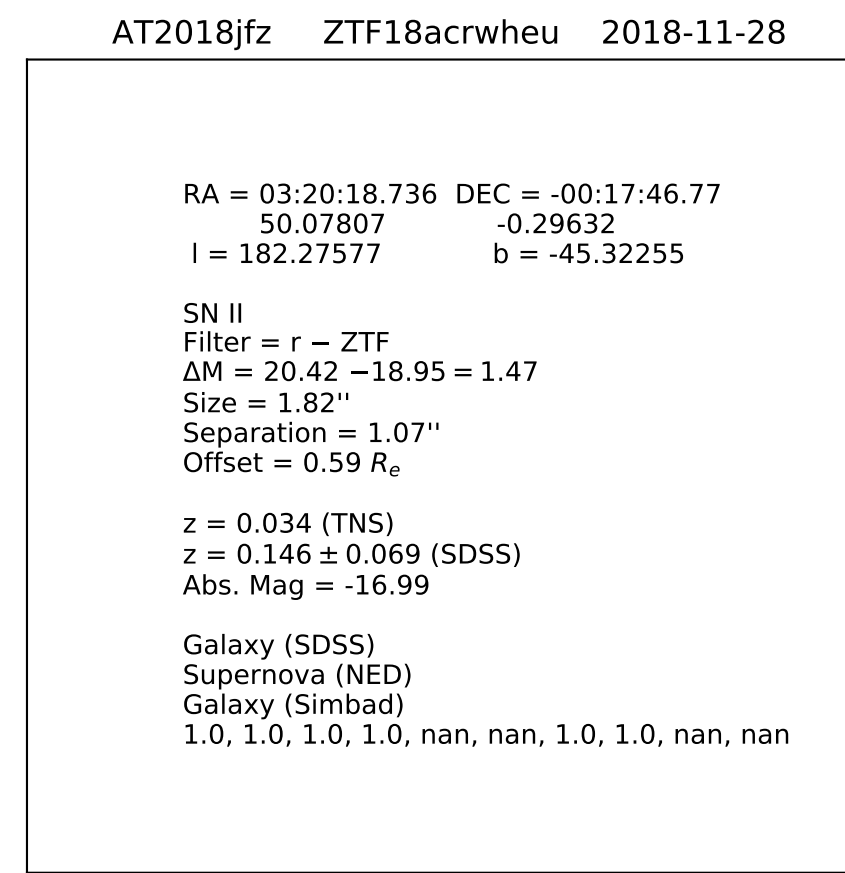 AT2018jfz ZTF18acrwheu 2018-11-28
RA = 03:20:18.736 DEC = -00:17:46.77
50.07807 -0.29632
l = 182.27577 b = -45.32255
SN II
Filter = r − ZTF
ΔM = 20.42 −18.95 = 1.47
Size = 1.82''
Separation = 1.07''
Offset = 0.59 Re
z = 0.034 (TNS)
z = 0.146 ± 0.069 (SDSS)
Abs. Mag = -16.99
Galaxy (SDSS)
Supernova (NED)
Galaxy (Simbad)
1.0, 1.0, 1.0, 1.0, nan, nan, 1.0, 1.0, nan, nan